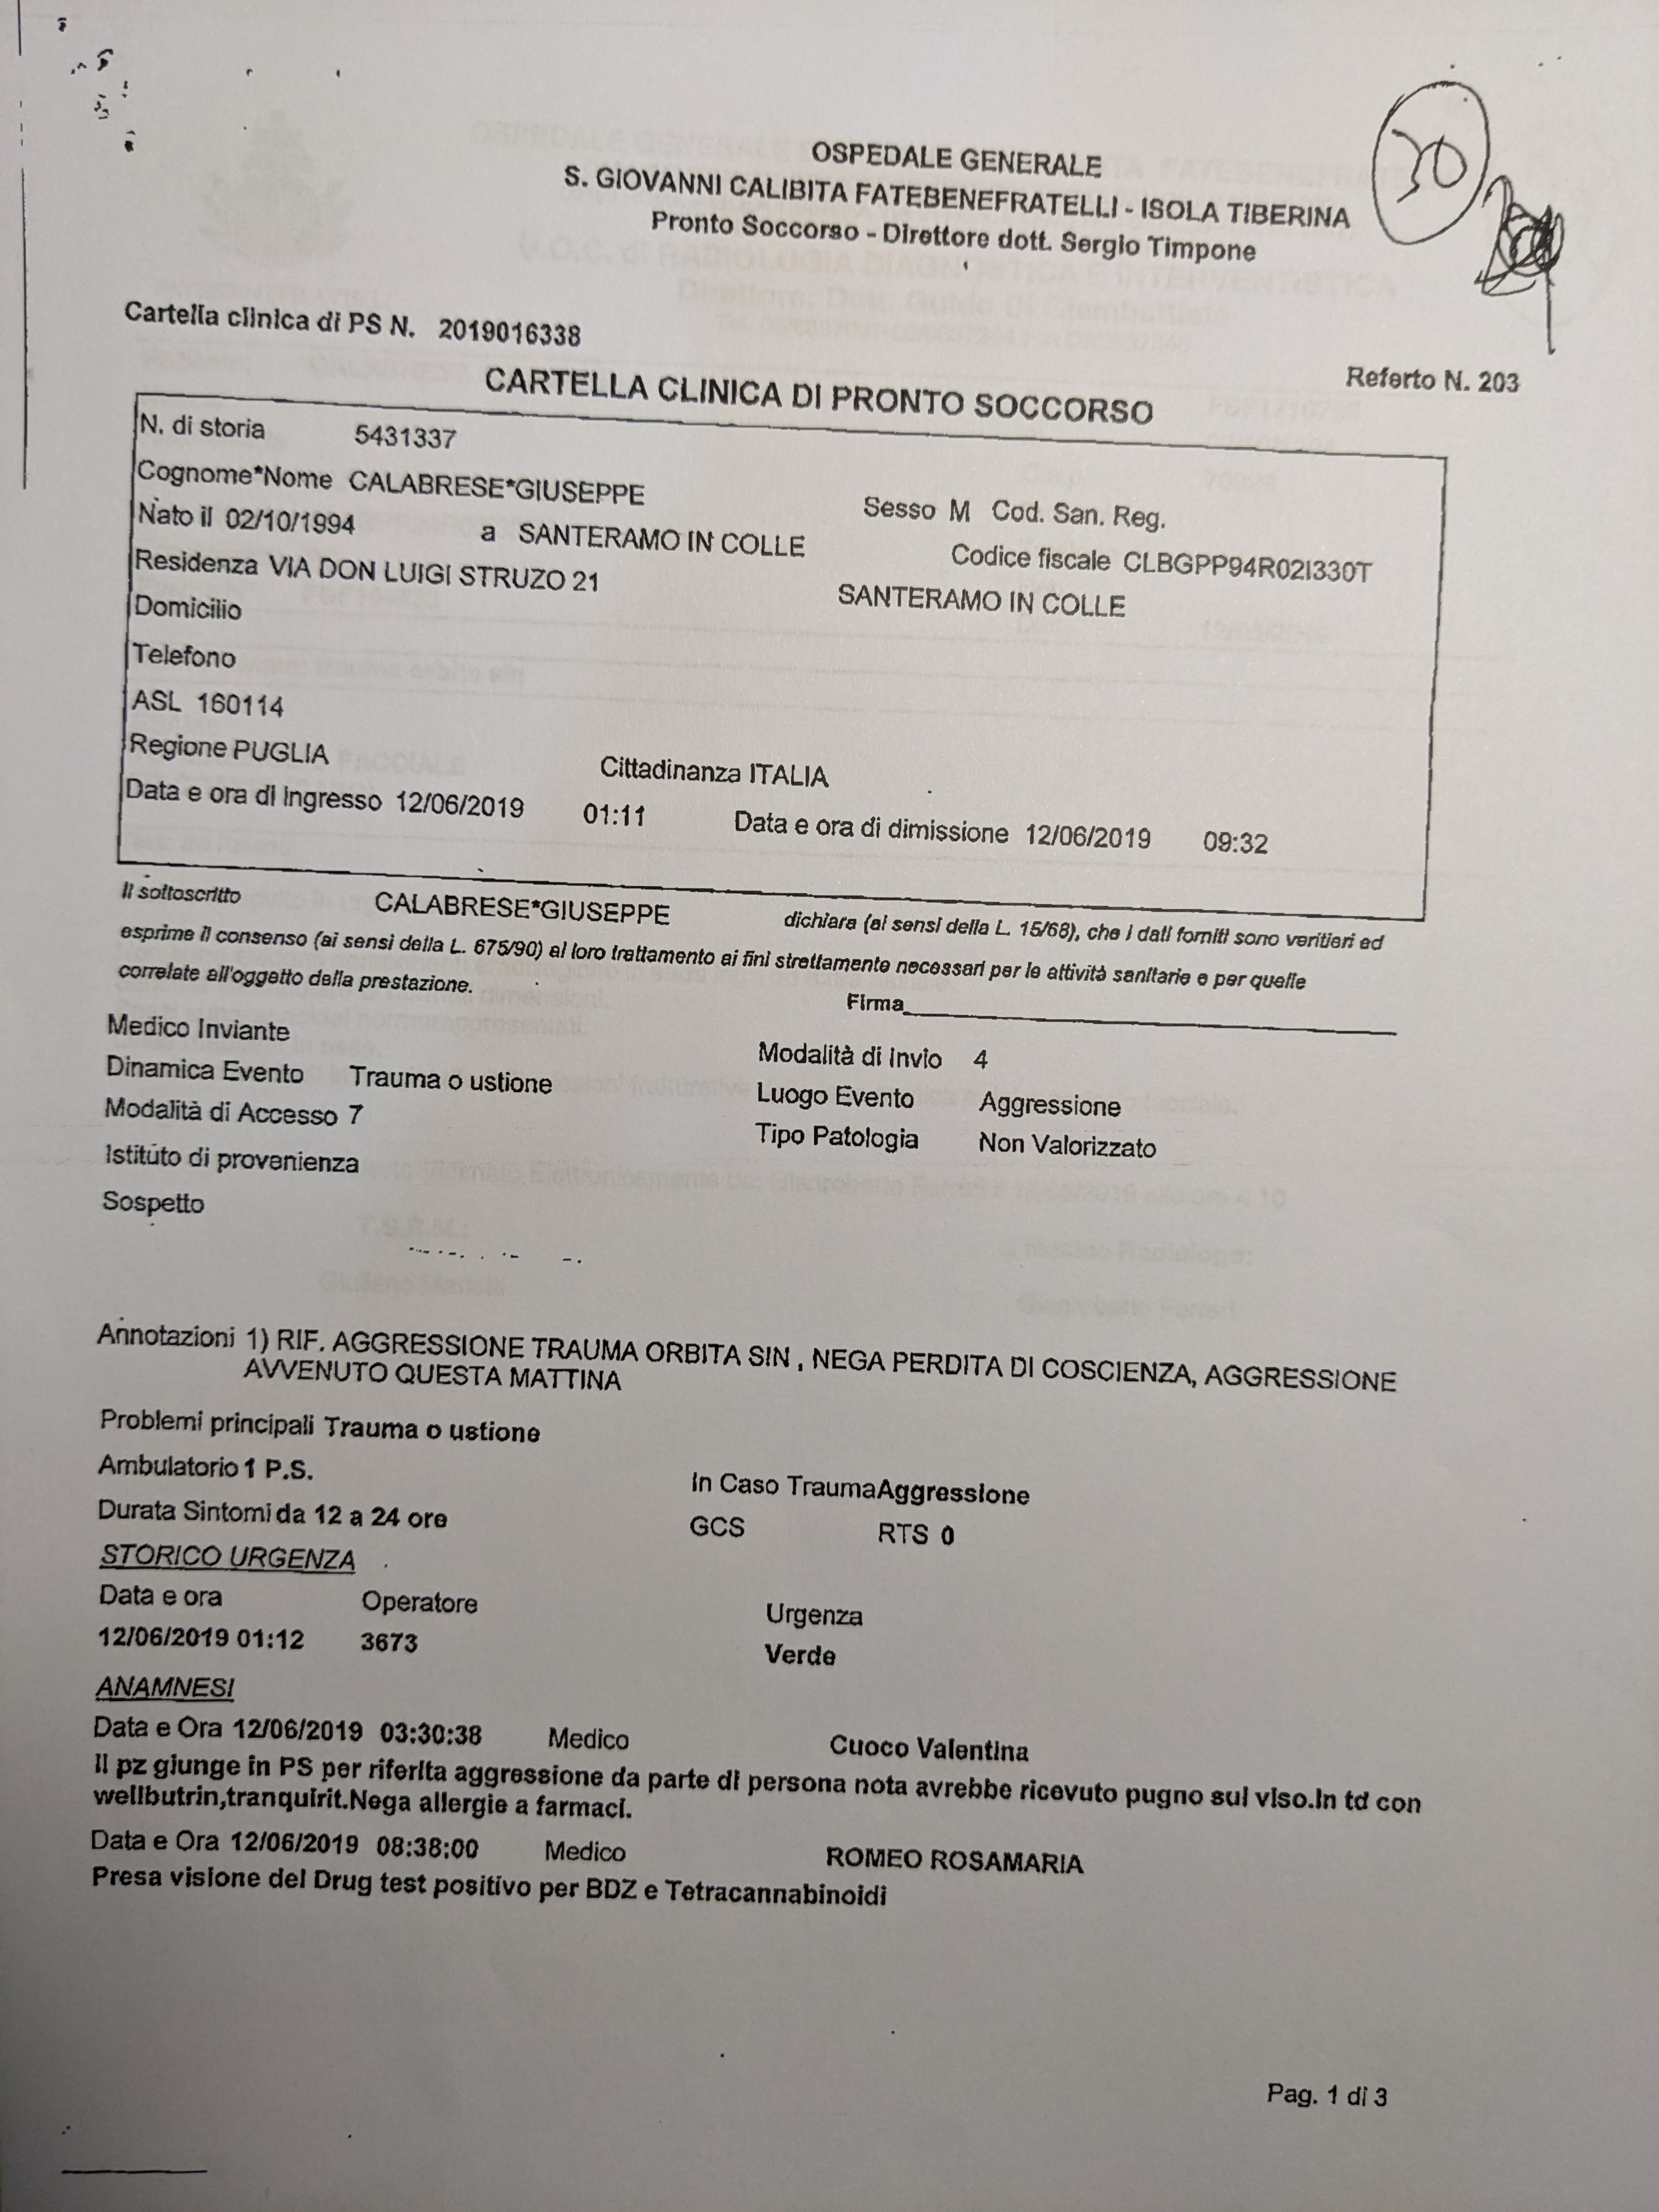 OSPEDALE GENERALE
S. GIOVANNI CALIBITA FATEBENEFRATELLI - ISOLA TIBERINA
Pronto Soccorso - Direttore dott. Sergio Timpone
Cartella clinica di PS N. 2019016338
Referto N. 203
CARTELLA CLINICA DI PRONTO SOCCORSO
N. di storia 5431337
Cognome*Nome CALABRESE*GIUSEPPE Sesso M Cod. San. Reg.
Nato il 02/10/1994 a SANTERAMO IN COLLE Codice fiscale CLBGPP94R02I330T
Residenza VIA DON LUIGI STRUZO 21 SANTERAMO IN COLLE
Domicilio
Telefono
ASL 160114
Regione PUGLIA Cittadinanza ITALIA
Data e ora di ingresso 12/06/2019 01:11 Data e ora di dimissione 12/06/2019 09:32
Il sottoscritto CALABRESE*GIUSEPPE dichiara (ai sensi della L. 15/68), che i dati forniti sono veritieri ed
esprime il consenso (ai sensi della L. 675/90) al loro trattamento ai fini strettamente necessari per le attività sanitarie e per quelle
correlate all'oggetto della prestazione.
Firma
Medico Inviante Modalità di Invio 4
Dinamica Evento Trauma o ustione Luogo Evento Aggressione
Modalità di Accesso 7 Tipo Patologia Non Valorizzato
Istituto di provenienza
Sospetto
Annotazioni 1) RIF. AGGRESSIONE TRAUMA ORBITA SIN , NEGA PERDITA DI COSCIENZA, AGGRESSIONE
AVVENUTO QUESTA MATTINA
Problemi principali Trauma o ustione
Ambulatorio 1 P.S. In Caso TraumaAggressione
Durata Sintomi da 12 a 24 ore GCS RTS 0
STORICO URGENZA
Data e ora Operatore Urgenza
12/06/2019 01:12 3673 Verde
ANAMNESI
Data e Ora 12/06/2019 03:30:38 Medico Cuoco Valentina
Il pz giunge in PS per riferita aggressione da parte di persona nota avrebbe ricevuto pugno sul viso.In td con
wellbutrin,tranquirit.Nega allergie a farmaci.
Data e Ora 12/06/2019 08:38:00 Medico ROMEO ROSAMARIA
Presa visione del Drug test positivo per BDZ e Tetracannabinoidi
Pag. 1 di 3